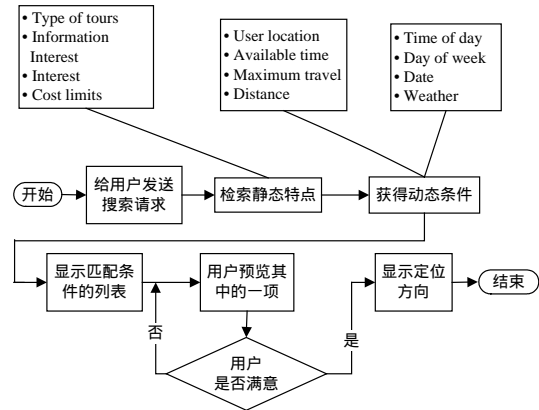 • Type of tours
• Information
Interest
• Interest
• Cost limits
• User location
• Available time
• Maximum travel
• Distance
• Time of day
• Day of week
• Date
• Weather
开始
给用户发送
搜索请求
检索静态特点
获得动态条件
显示匹配条
件的列表
用户预览其
中的一项
显示定位
方向
结束
否
是
用户
是否满意